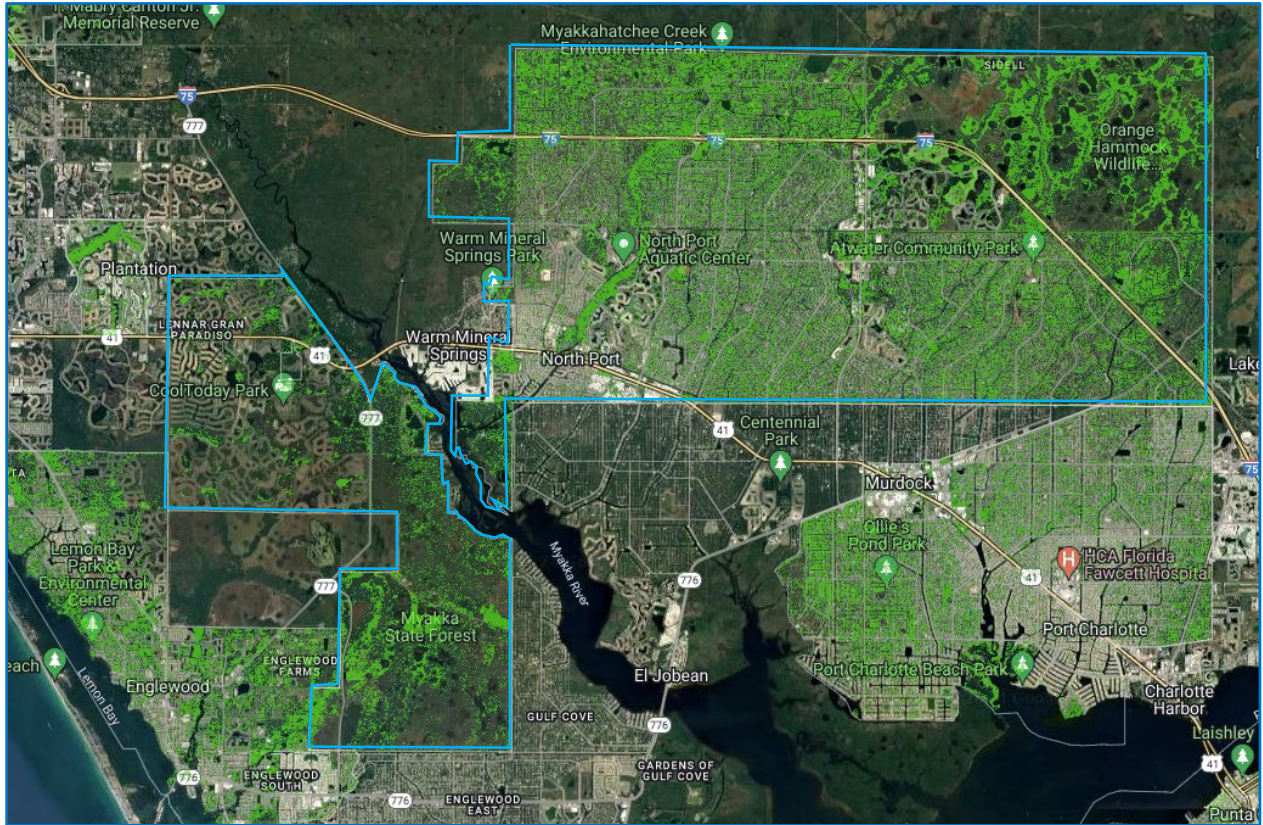 T. Mabry Carlton Jr.
Memorial Reserve
Myakkahatchee Creek
Environmental Park
SIDELL
75
777
75
75
75
Orange
Hammock
Wildlife...
Warm Mineral
Springs Park
North Port
Aquatic Center
Atwater Community Park
Plantation
LENNAR GRAN
PARADISO
41
41
Warm Mineral
Springs
North Port
Lake
CoolToday Park
777
41
Centennial
Park
75
Murdock
TA
Ollie's
Pond Park
Lemon Bay
Park &
Environmental
Center
777
Myakka River
776
41
HCA Florida
Fawcett Hospital
Myakka
State Forest
Port Charlotte
each
ENGLEWOOD
FARMS
Englewood
Lemon Bay
El Jobean
Port Charlotte Beach Park
Charlotte
Harbor
GULF COVE
776
Laishley
41
776
ENGLEWOOD
SOUTH
GARDENS OF
GULF COVE
776
ENGLEWOOD
EAST
Punta